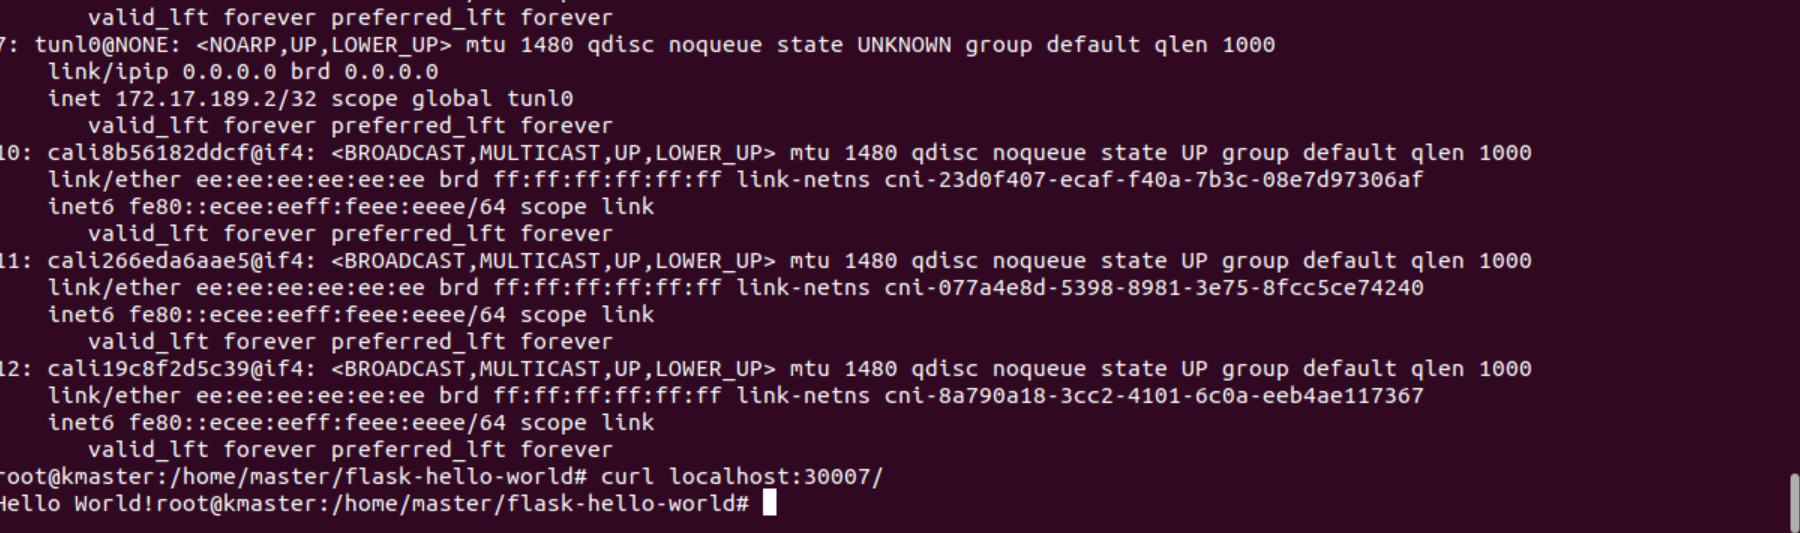 valid_lft forever preferred_lft forever
7: tunl0@NONE: <NOARP,UP,LOWER_UP> mtu 1480 qdisc noqueue state UNKNOWN group default qlen 1000
link/ipip 0.0.0.0 brd 0.0.0.0
inet 172.17.189.2/32 scope global tunl0
valid_lft forever preferred_lft forever
10: cali8b56182ddcf@if4: <BROADCAST,MULTICAST,UP,LOWER_UP> mtu 1480 qdisc noqueue state UP group default qlen 1000
link/ether ee:ee:ee:ee:ee:ee brd ff:ff:ff:ff:ff:ff link-netns cni-23d0f407-ecaf-f40a-7b3c-08e7d97306af
inet6 fe80::ecee:eeff:feee:eeee/64 scope link
valid_lft forever preferred_lft forever
11: cali266eda6aae5@if4: <BROADCAST,MULTICAST,UP,LOWER_UP> mtu 1480 qdisc noqueue state UP group default qlen 1000
link/ether ee:ee:ee:ee:ee:ee brd ff:ff:ff:ff:ff:ff link-netns cni-077a4e8d-5398-8981-3e75-8fcc5ce74240
inet6 fe80::ecee:eeff:feee:eeee/64 scope link
valid_lft forever preferred_lft forever
12: cali19c8f2d5c39@if4: <BROADCAST,MULTICAST,UP,LOWER_UP> mtu 1480 qdisc noqueue state UP group default qlen 1000
link/ether ee:ee:ee:ee:ee:ee brd ff:ff:ff:ff:ff:ff link-netns cni-8a790a18-3cc2-4101-6c0a-eeb4ae117367
inet6 fe80::ecee:eeff:feee:eeee/64 scope link
valid_lft forever preferred_lft forever
root@kmaster:/home/master/flask-hello-world# curl localhost:30007/
Hello World!root@kmaster:/home/master/flask-hello-world#